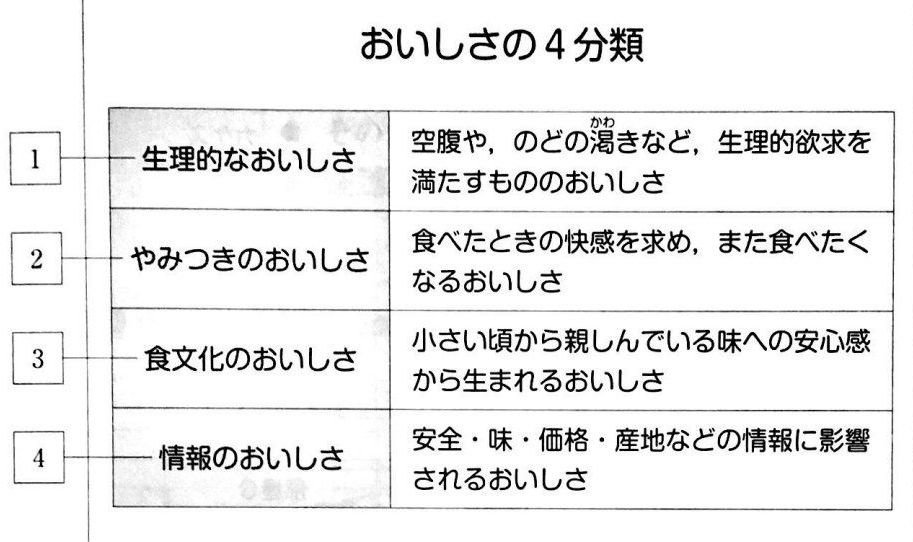 おいしさの4分類
1
生理的なおいしさ
かわ
空腹や，のどの渇きなど，生理的欲求を
満たすもののおいしさ
2
やみつきのおいしさ
食べたときの快感を求め，また食べたく
なるおいしさ
3
食文化のおいしさ
小さい頃から親しんでいる味への安心感
から生まれるおいしさ
4
情報のおいしさ
安全・味・価格・産地などの情報に影響
されるおいしさ